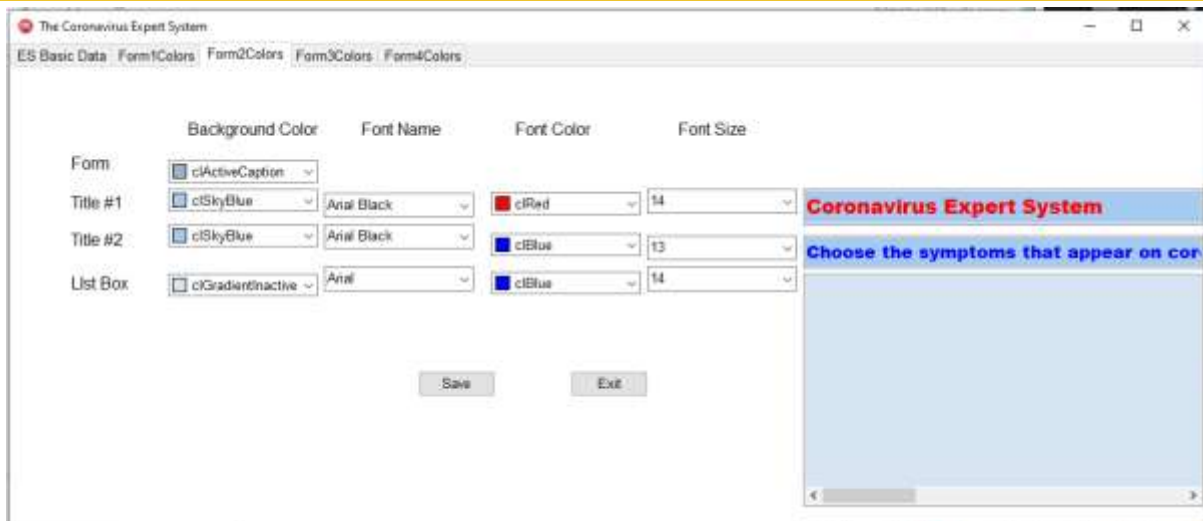 The Coronavirus Expert System
ES Basic Data Form1Colors Form2Colors Form3Colors Form4Colors
Background Color Font Name Font Color Font Size
Form clActiveCaption
Title #1 clSkyBlue Arial Black clRed 14 Coronavirus Expert System
Title #2 clSkyBlue Arial Black clBlue 13 Choose the symptoms that appear on cor
LIst Box clGradientInactive Arial clBlue 14
Save Exit